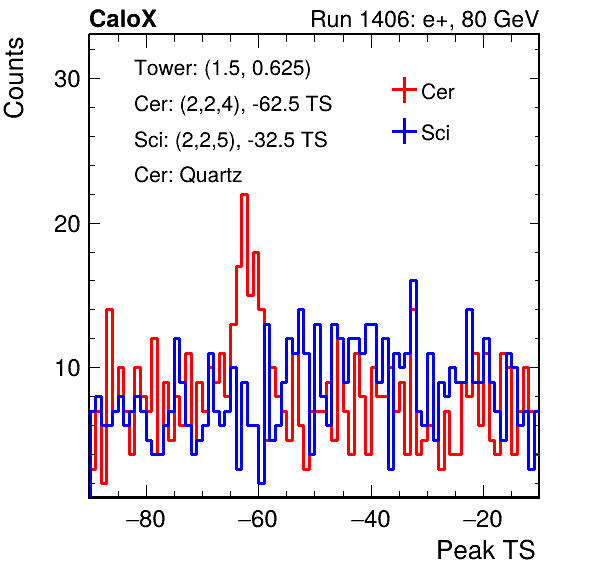 CaloX Run 1406: e+, 80 GeV
Counts
Tower: (1.5, 0.625)
Cer: (2,2,4), -62.5 TS
Sci: (2,2,5), -32.5 TS
Cer: Quartz
Cer
Sci
30
20
10
−80 −60 −40 −20
Peak TS